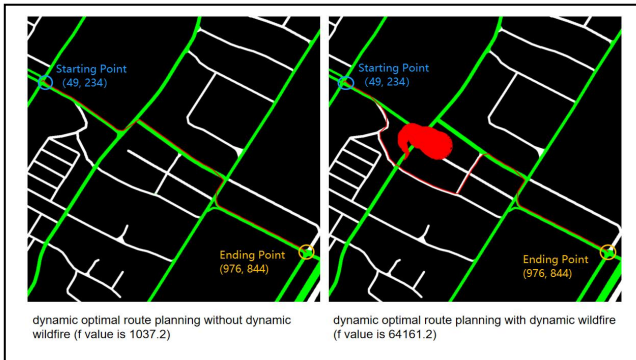 Starting Point
(49, 234)
Ending Point
(976, 844)
dynamic optimal route planning without dynamic
wildfire (f value is 1037.2)
Starting Point
(49, 234)
Ending Point
(976, 844)
dynamic optimal route planning with dynamic wildfire
(f value is 64161.2)